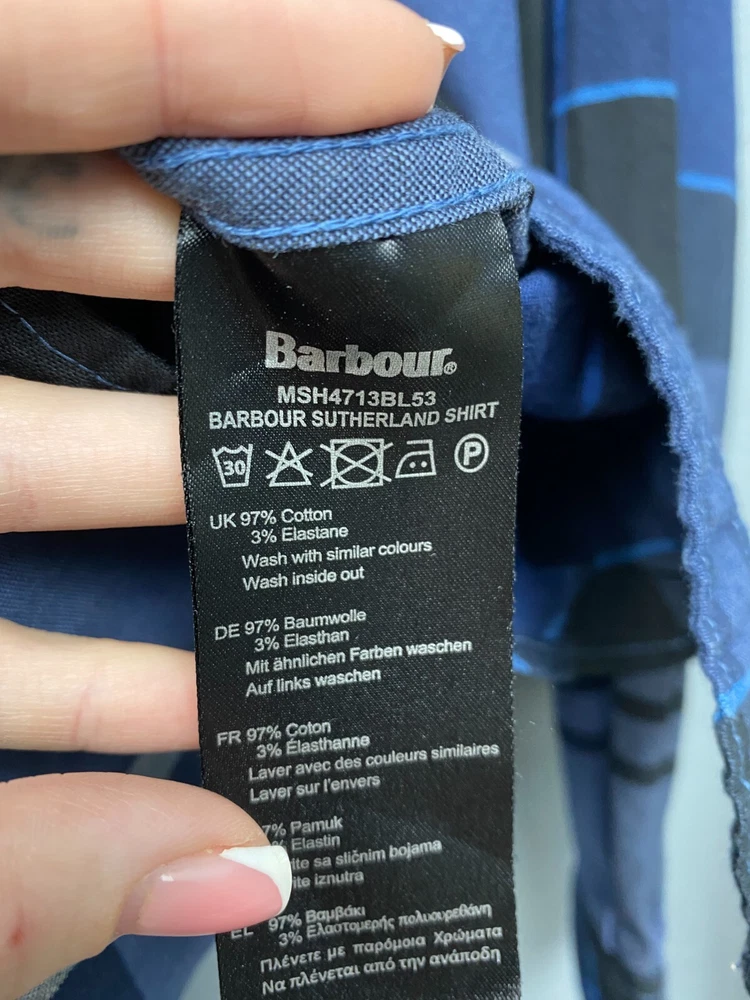 Barbour®
MSH4713BL53
BARBOUR SUTHERLAND SHIRT
30 P
UK 97% Cotton
3% Elastane
Wash with similar colours
Wash inside out
DE 97% Baumwolle
3% Elasthan
Mit ähnlichen Farben waschen
Auf links waschen
FR 97% Coton
3% Élasthanne
Laver avec des couleurs similaires
Laver sur l'envers
Pamuk
Elastin
sa sličnim bojama
iznutra
EL 97% Βαμβάκι
3% Ελαστομερής πολυουρεθάνη
Πλένετε με παρόμοια Χρώματα
Να πλένεται από την ανάποδη